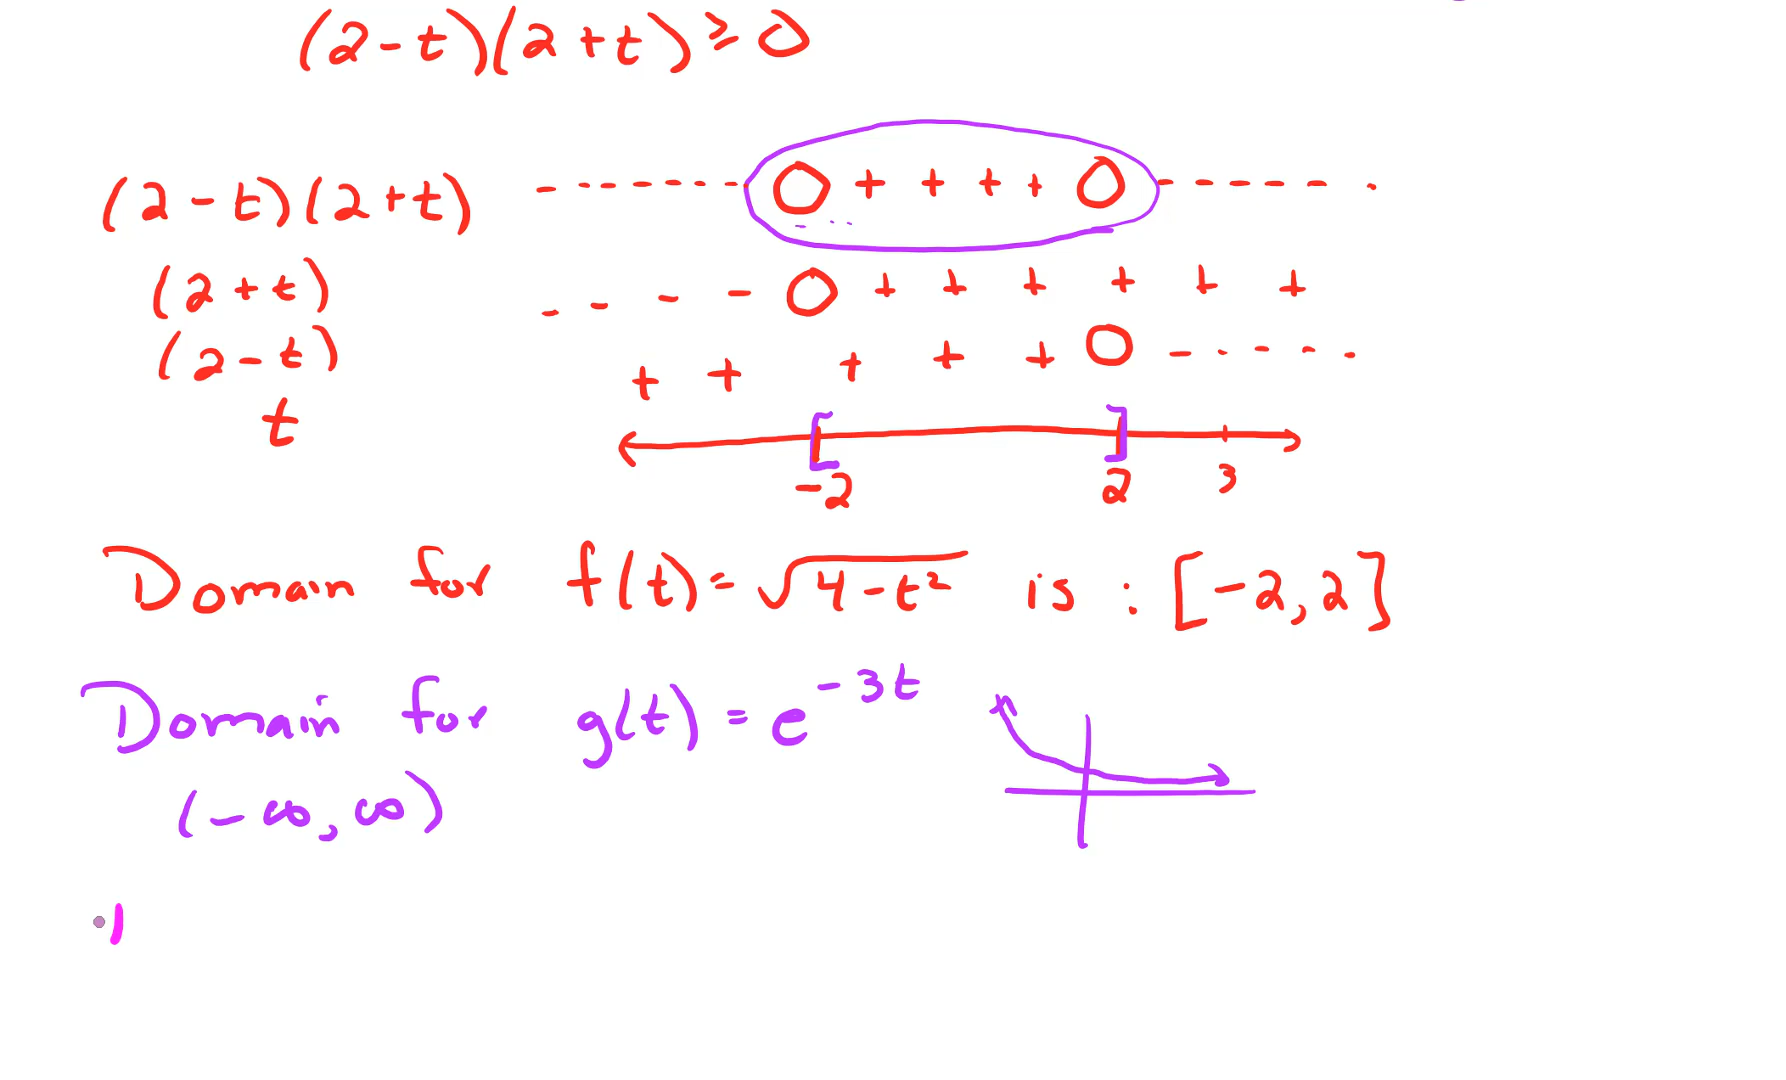 (2-t)(2+t) ≥ 0
(2-t)(2+t) - - - - - - - 0 + + + + 0 - - - - - -
(2+t) - - - - 0 + + + + + + +
(2-t) + + + + + 0 - - - - -
t
-2 2 3
Domain for f(t) = √(4-t²) is : [-2, 2]
Domain for g(t) = e^{-3t}
(-∞, ∞)